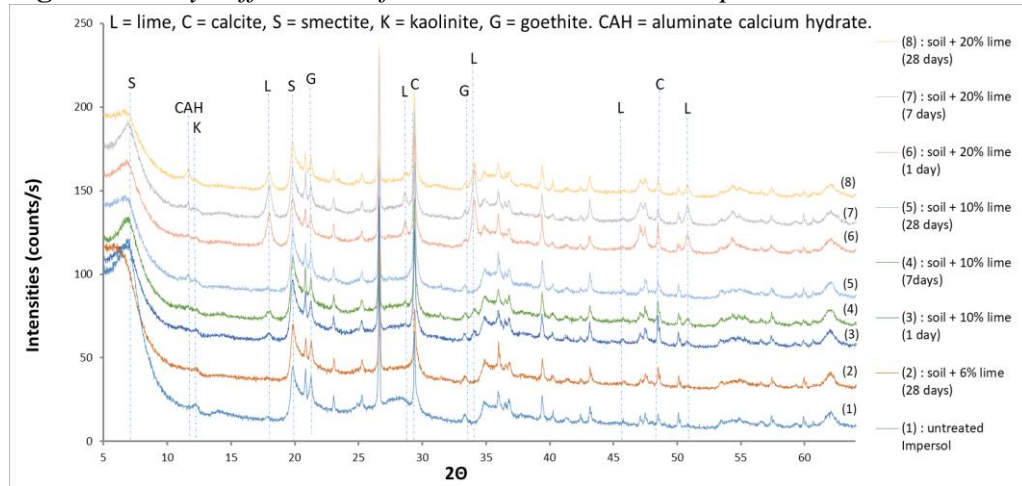 L = lime, C = calcite, S = smectite, K = kaolinite, G = goethite. CAH = aluminate calcium hydrate.
250
200
150
100
50
0
Intensities (counts/s)
S
CAH
K
L
S
G
L
C
G
L
L
C
L
(8)
(7)
(6)
(5)
(4)
(3)
(2)
(1)
5
10
15
20
25
30
35
40
45
50
55
60
2Θ
(8) : soil + 20% lime
(28 days)
(7) : soil + 20% lime
(7 days)
(6) : soil + 20% lime
(1 day)
(5) : soil + 10% lime
(28 days)
(4) : soil + 10% lime
(7days)
(3) : soil + 10% lime
(1 day)
(2) : soil + 6% lime
(28 days)
(1) : untreated
Impersol